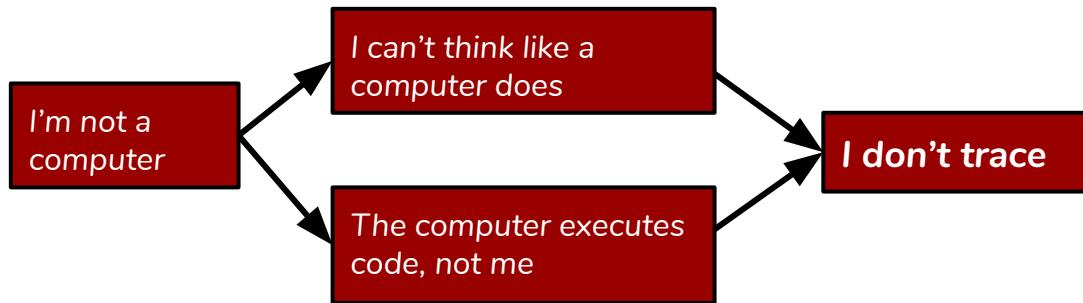 I'm not a
computer
I can't think like a
computer does
The computer executes
code, not me
I don't trace